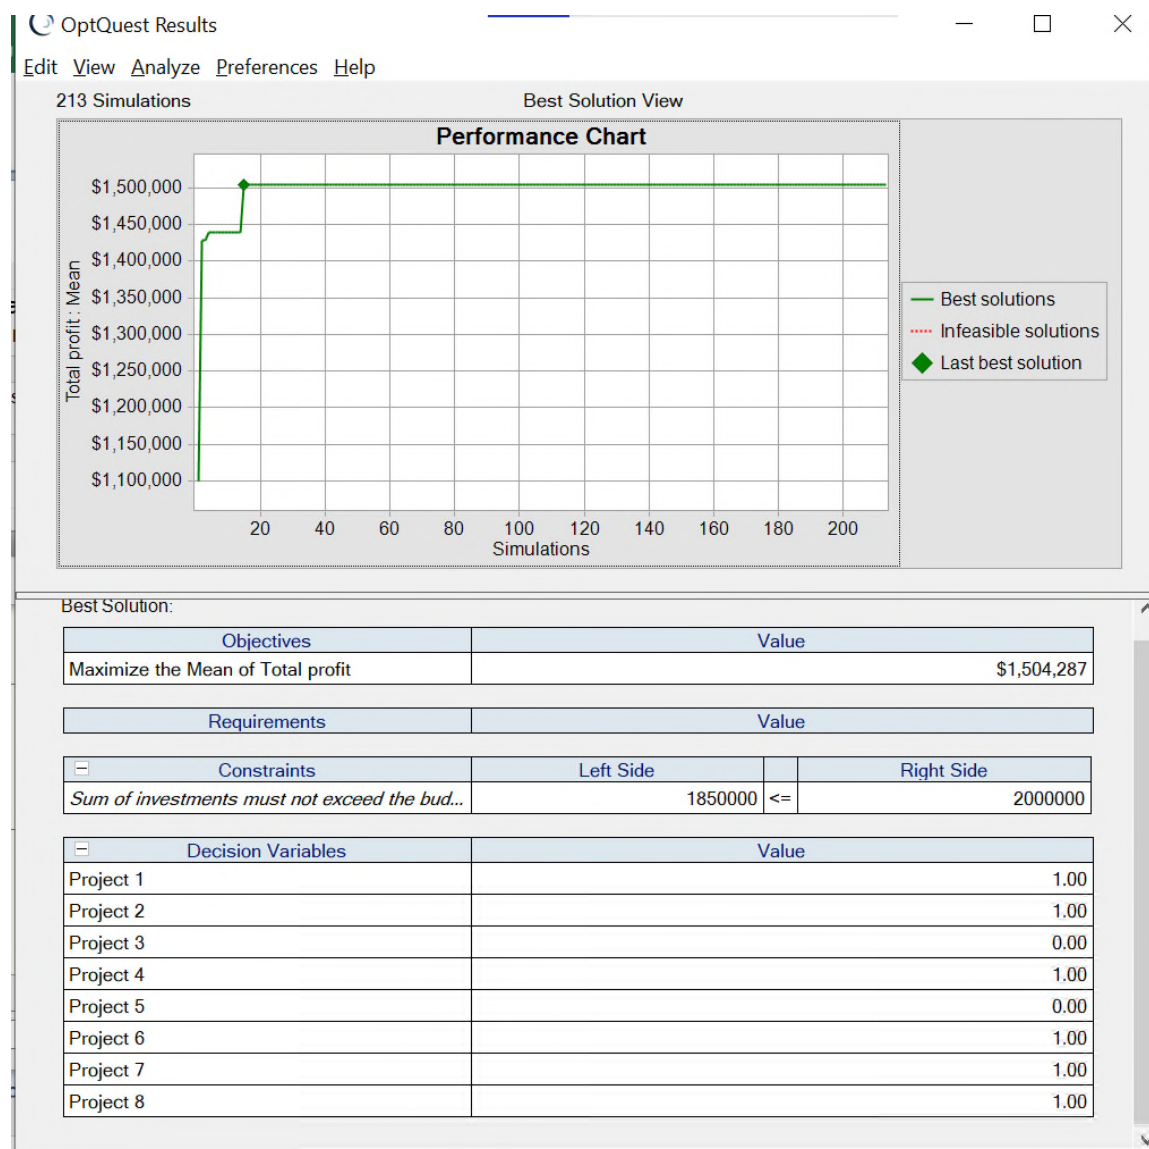 OptQuest Results
Edit View Analyze Preferences Help
213 Simulations Best Solution View
Performance Chart
$1,500,000
$1,450,000
$1,400,000
$1,350,000
$1,300,000
$1,250,000
$1,200,000
$1,150,000
$1,100,000
Total profit : Mean
20 40 60 80 100 120 140 160 180 200
Simulations
Best solutions
Infeasible solutions
Last best solution
Best Solution:
Objectives Value
Maximize the Mean of Total profit $1,504,287
Requirements Value
Constraints Left Side Right Side
Sum of investments must not exceed the bud... 1850000 <= 2000000
Decision Variables Value
Project 1 1.00
Project 2 1.00
Project 3 0.00
Project 4 1.00
Project 5 0.00
Project 6 1.00
Project 7 1.00
Project 8 1.00